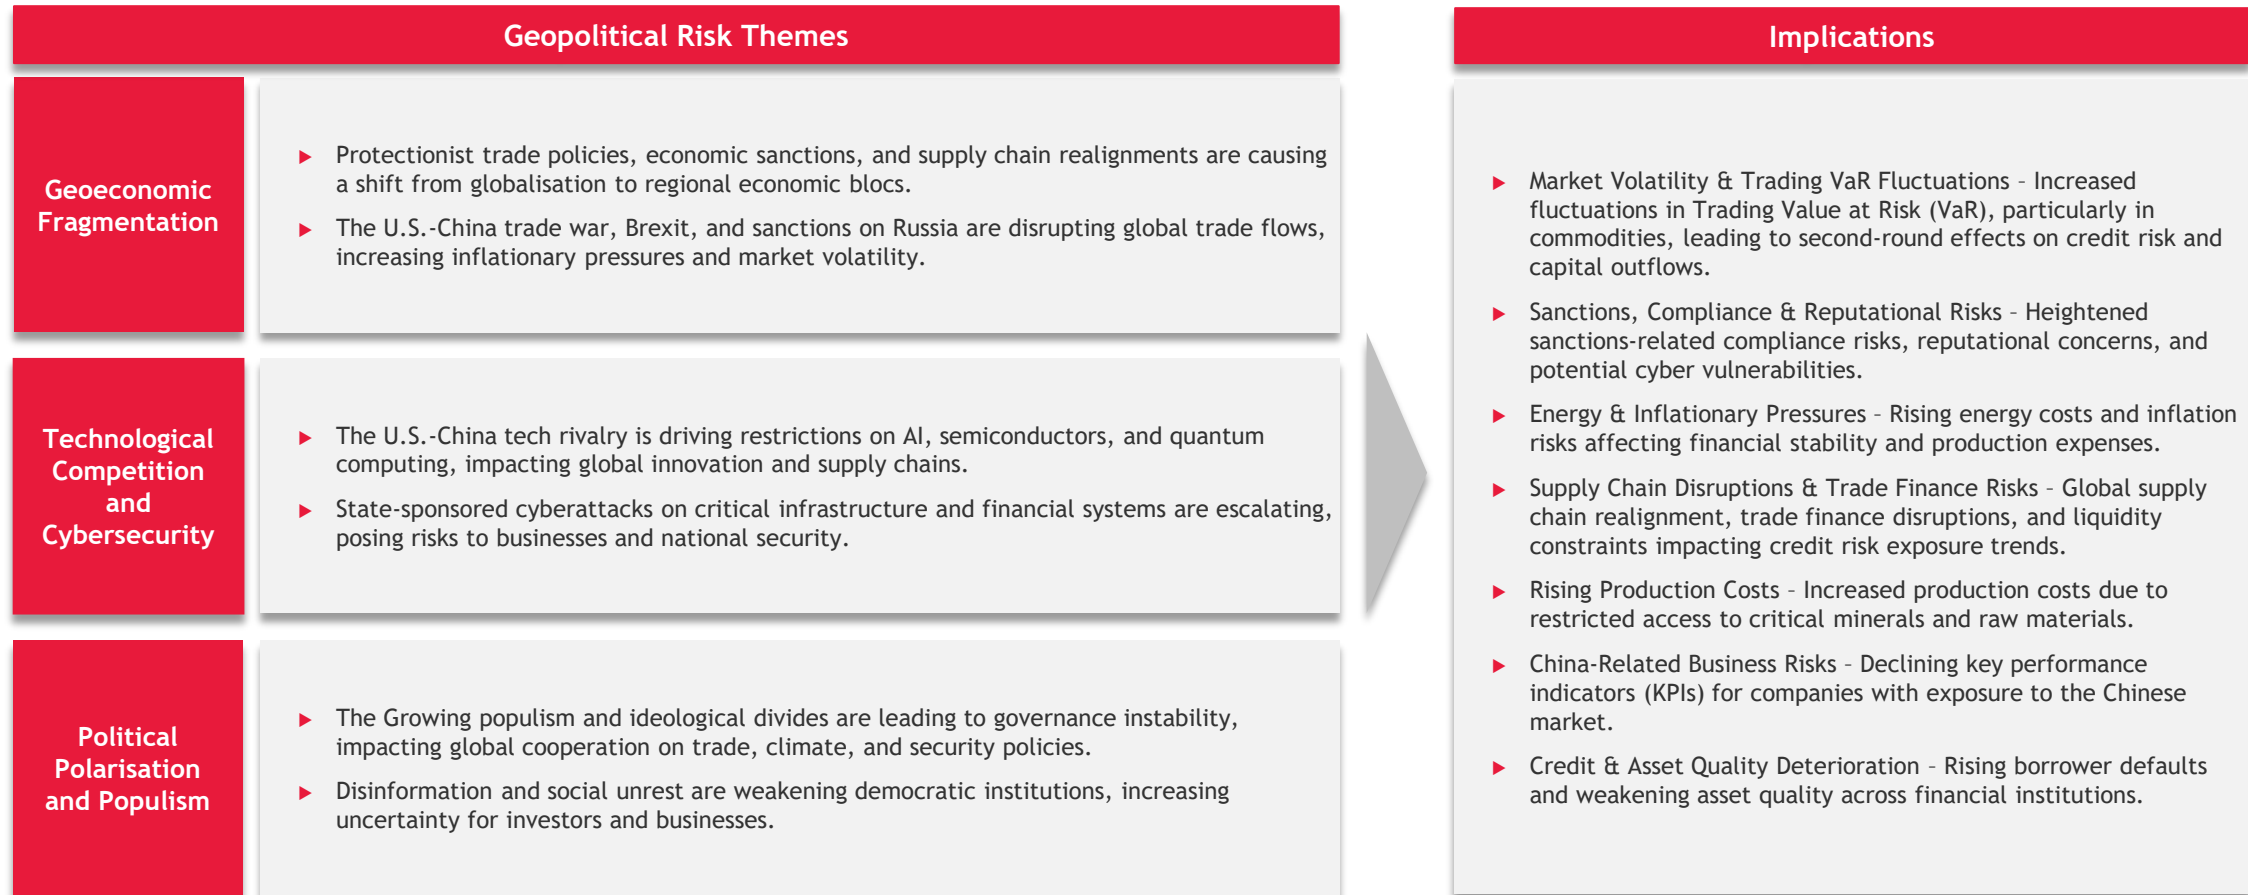 Geopolitical Risk Themes
Geoeconomic
Fragmentation
► Protectionist trade policies, economic sanctions, and supply chain realignments are causing
a shift from globalisation to regional economic blocs.
► The U.S.-China trade war, Brexit, and sanctions on Russia are disrupting global trade flows,
increasing inflationary pressures and market volatility.
Technological
Competition
and
Cybersecurity
► The U.S.-China tech rivalry is driving restrictions on AI, semiconductors, and quantum
computing, impacting global innovation and supply chains.
► State-sponsored cyberattacks on critical infrastructure and financial systems are escalating,
posing risks to businesses and national security.
Political
Polarisation
and Populism
► The Growing populism and ideological divides are leading to governance instability,
impacting global cooperation on trade, climate, and security policies.
► Disinformation and social unrest are weakening democratic institutions, increasing
uncertainty for investors and businesses.
Implications
► Market Volatility & Trading VaR Fluctuations – Increased
fluctuations in Trading Value at Risk (VaR), particularly in
commodities, leading to second-round effects on credit risk and
capital outflows.
► Sanctions, Compliance & Reputational Risks – Heightened
sanctions-related compliance risks, reputational concerns, and
potential cyber vulnerabilities.
► Energy & Inflationary Pressures – Rising energy costs and inflation
risks affecting financial stability and production expenses.
► Supply Chain Disruptions & Trade Finance Risks – Global supply
chain realignment, trade finance disruptions, and liquidity
constraints impacting credit risk exposure trends.
► Rising Production Costs – Increased production costs due to
restricted access to critical minerals and raw materials.
► China-Related Business Risks – Declining key performance
indicators (KPIs) for companies with exposure to the Chinese
market.
► Credit & Asset Quality Deterioration – Rising borrower defaults
and weakening asset quality across financial institutions.